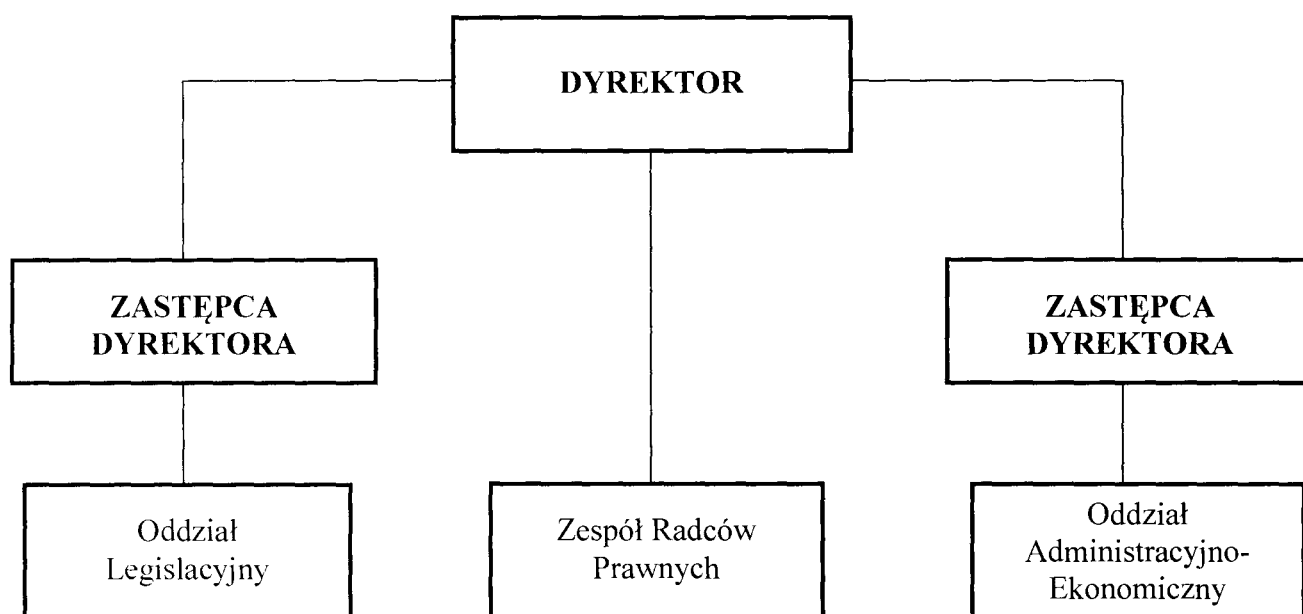 DYREKTOR
ZASTĘPCA
DYREKTORA
ZASTĘPCA
DYREKTORA
Oddział
Legislacyjny
Zespół Radców
Prawnych
Oddział
Administracyjno-
Ekonomiczny